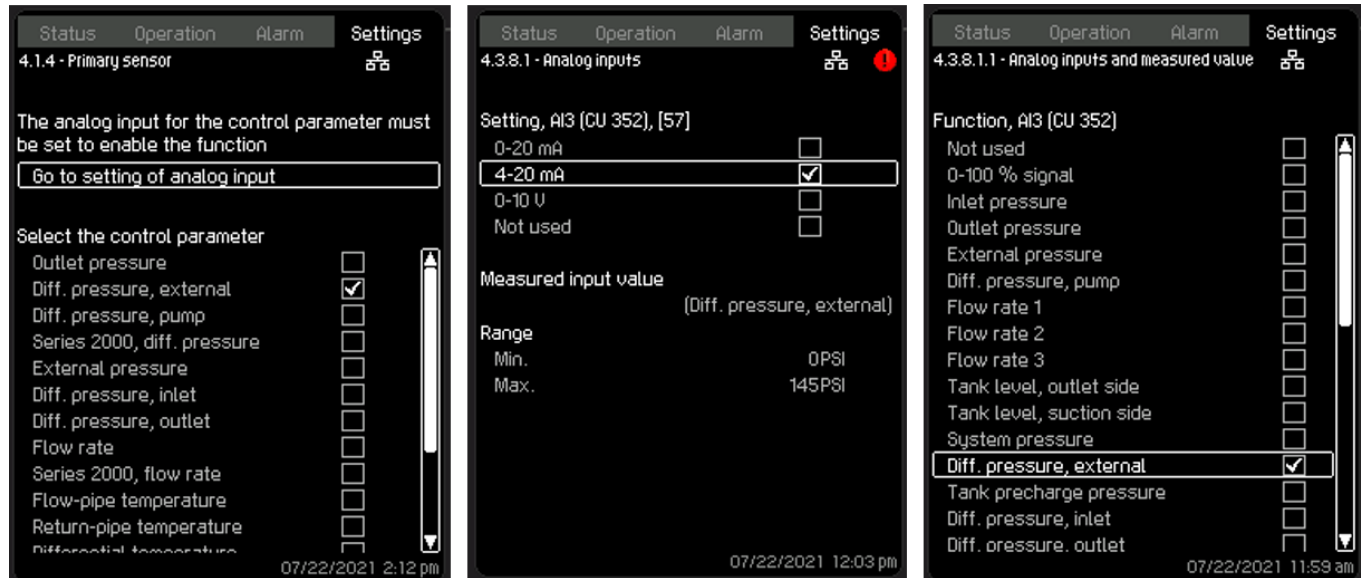 Status Operation Alarm Settings
4.1.4 - Primary sensor
The analog input for the control parameter must
be set to enable the function
Go to setting of analog input
Select the control parameter
Outlet pressure
Diff. pressure, external
Diff. pressure, pump
Series 2000, diff. pressure
External pressure
Diff. pressure, inlet
Diff. pressure, outlet
Flow rate
Series 2000, flow rate
Flow-pipe temperature
Return-pipe temperature
Differential temperature
07/22/2021 2:12 pm
Status Operation Alarm Settings
4.3.8.1 - Analog inputs
Setting, AI3 (CU 352), [57]
0-20 mA
4-20 mA
0-10 V
Not used
Measured input value
(Diff. pressure, external)
Range
Min. 0PSI
Max. 145PSI
07/22/2021 12:03 pm
Status Operation Alarm Settings
4.3.8.1.1 - Analog inputs and measured value
Function, AI3 (CU 352)
Not used
0-100 % signal
Inlet pressure
Outlet pressure
External pressure
Diff. pressure, pump
Flow rate 1
Flow rate 2
Flow rate 3
Tank level, outlet side
Tank level, suction side
System pressure
Diff. pressure, external
Tank precharge pressure
Diff. pressure, inlet
Diff. pressure, outlet
07/22/2021 11:59 am